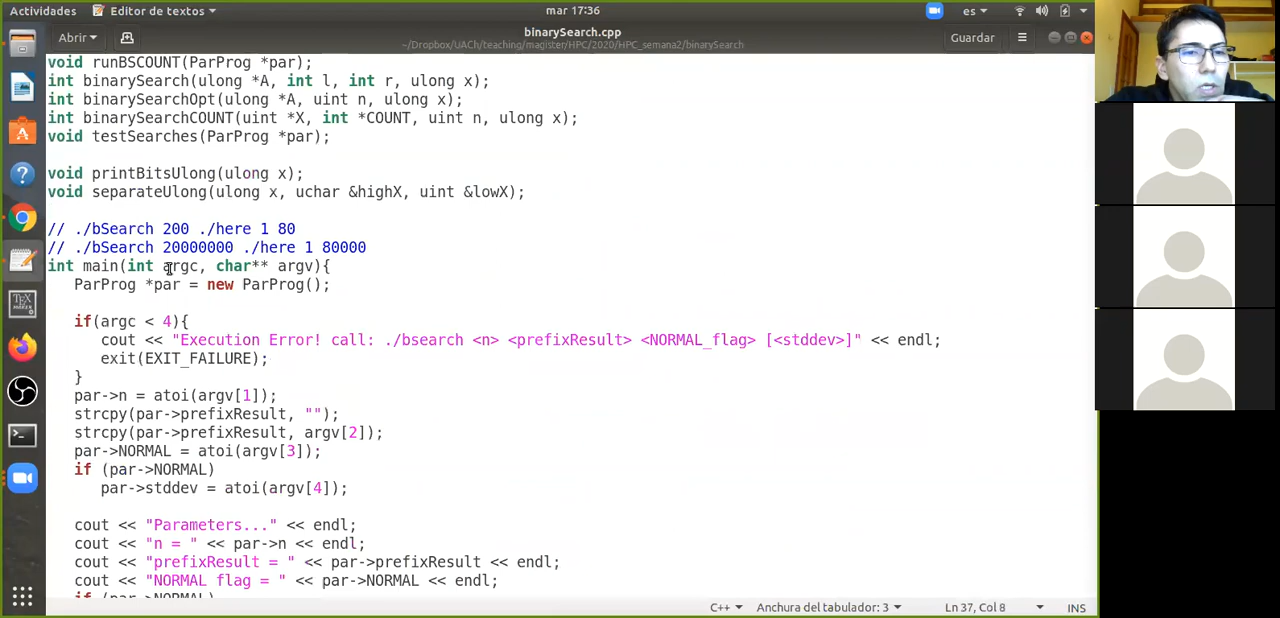 Actividades
Editor de textos
mar 17:36
es
Abrir
binarySearch.cpp
~/Dropbox/UACh/teaching/magister/HPC/2020/HPC_semana2/binarySearch
Guardar
void runBSCOUNT(ParProg *par);
int binarySearch(ulong *A, int l, int r, ulong x);
int binarySearchOpt(ulong *A, uint n, ulong x);
int binarySearchCOUNT(uint *X, int *COUNT, uint n, ulong x);
void testSearches(ParProg *par);
void printBitsUlong(ulong x);
void separateUlong(ulong x, uchar &highX, uint &lowX);
// ./bSearch 200 ./here 1 80
// ./bSearch 20000000 ./here 1 80000
int main(int argc, char** argv){
ParProg *par = new ParProg();
if(argc < 4){
cout << "Execution Error! call: ./bsearch <n> <prefixResult> <NORMAL_flag> [<stddev>]" << endl;
exit(EXIT_FAILURE);
}
par->n = atoi(argv[1]);
strcpy(par->prefixResult, "");
strcpy(par->prefixResult, argv[2]);
par->NORMAL = atoi(argv[3]);
if (par->NORMAL)
par->stddev = atoi(argv[4]);
cout << "Parameters..." << endl;
cout << "n = " << par->n << endl;
cout << "prefixResult = " << par->prefixResult << endl;
cout << "NORMAL flag = " << par->NORMAL << endl;
if (par->NORMAL)
C++
Anchura del tabulador: 3
Ln 37, Col 8
INS